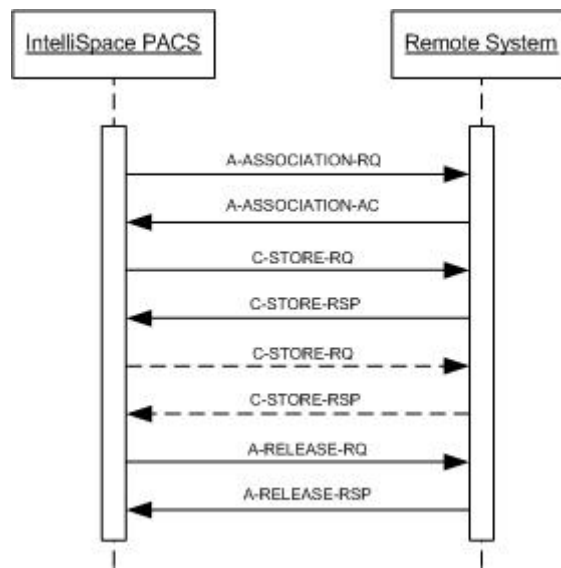 IntelliSpace PACS
Remote System
A-ASSOCIATION-RQ
A-ASSOCIATION-AC
C-STORE-RQ
C-STORE-RSP
C-STORE-RQ
C-STORE-RSP
A-RELEASE-RQ
A-RELEASE-RSP